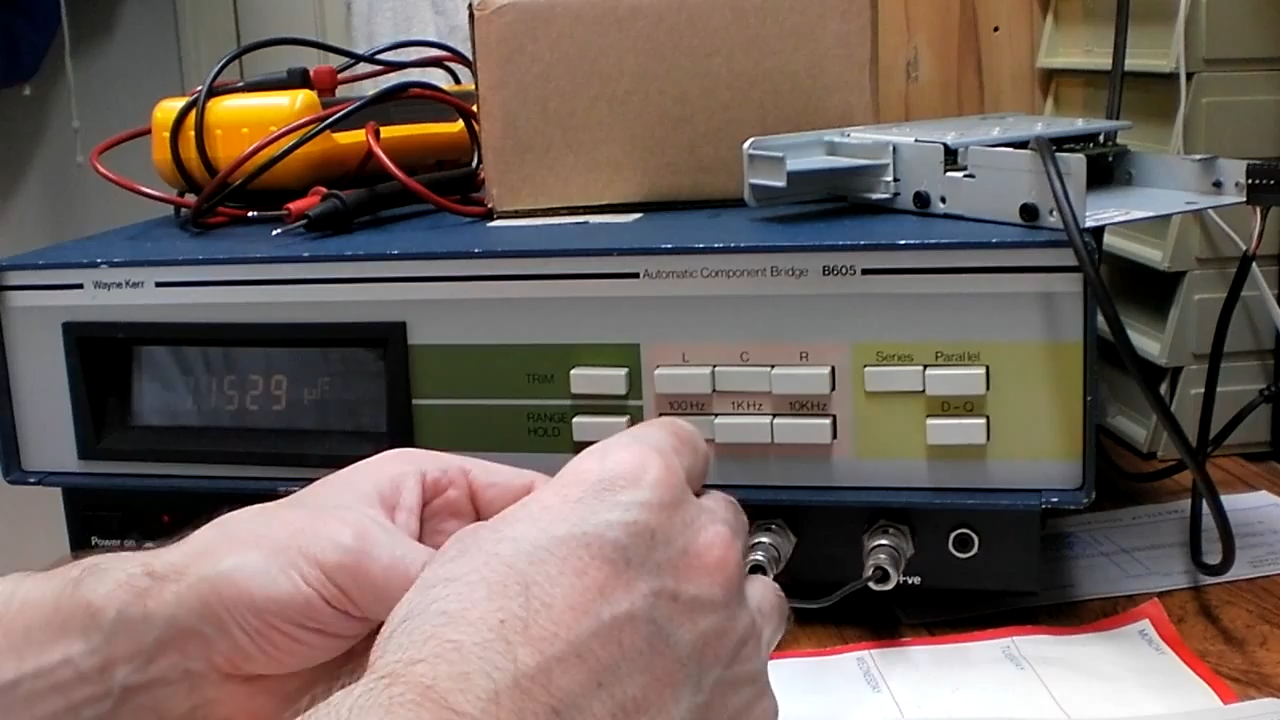 Wayne Kerr
Automatic Component Bridge B605
1529 µF
TRIM
RANGE
HOLD
L C R
100Hz 1KHz 10KHz
Series Parallel
D-Q
Power on
+ve
MONDAY
TUESDAY
WEDNESDAY